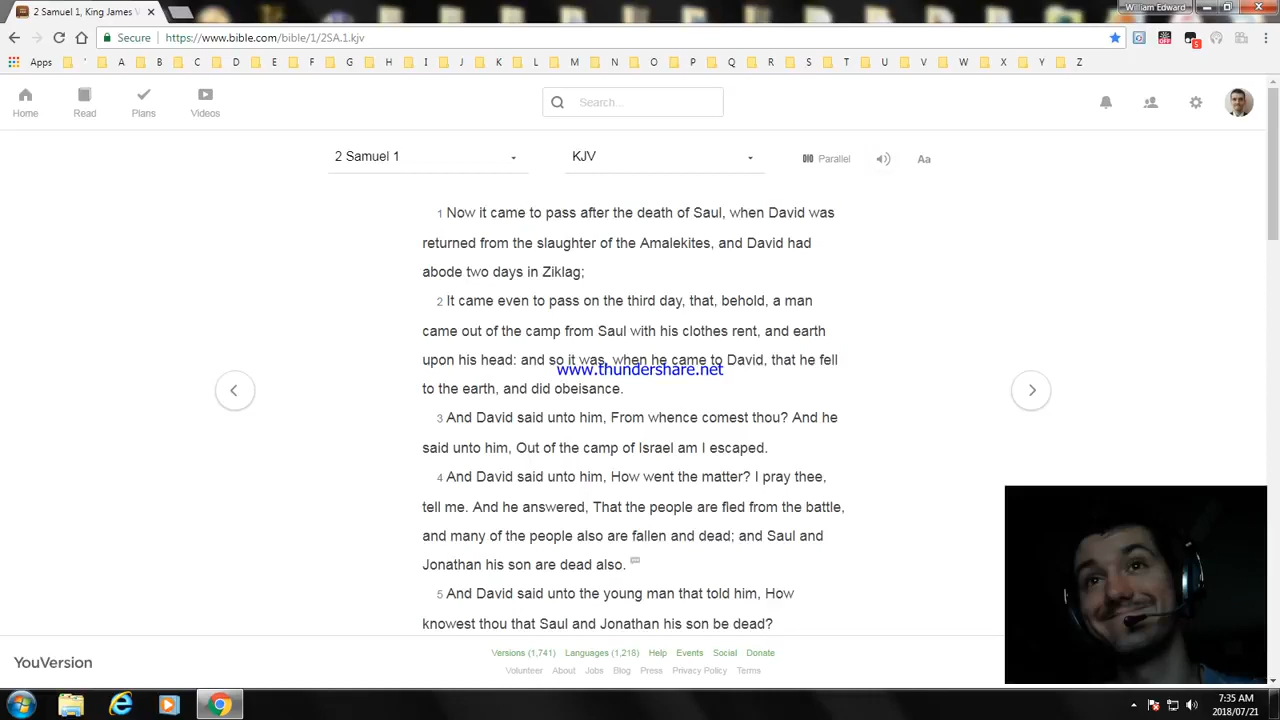 2 Samuel 1, King James V
William Edward
Secure
https://www.bible.com/bible/1/2SA.1.kjv
OFF
5
Apps ' A B C D E F G H I J K L M N O P Q R S T U V W X Y Z
Home Read Plans Videos
Search...
2 Samuel 1
KJV
Parallel
Aa
1 Now it came to pass after the death of Saul, when David was
returned from the slaughter of the Amalekites, and David had
abode two days in Ziklag;
2 It came even to pass on the third day, that, behold, a man
came out of the camp from Saul with his clothes rent, and earth
upon his head: and so it was, when he came to David, that he fell
www.thundershare.net
to the earth, and did obeisance.
3 And David said unto him, From whence comest thou? And he
said unto him, Out of the camp of Israel am I escaped.
4 And David said unto him, How went the matter? I pray thee,
tell me. And he answered, That the people are fled from the battle,
and many of the people also are fallen and dead; and Saul and
Jonathan his son are dead also.
5 And David said unto the young man that told him, How
knowest thou that Saul and Jonathan his son be dead?
YouVersion
Versions (1,741) Languages (1,218) Help Events Social Donate
Volunteer About Jobs Blog Press Privacy Policy Terms
7:35 AM
2018/07/21